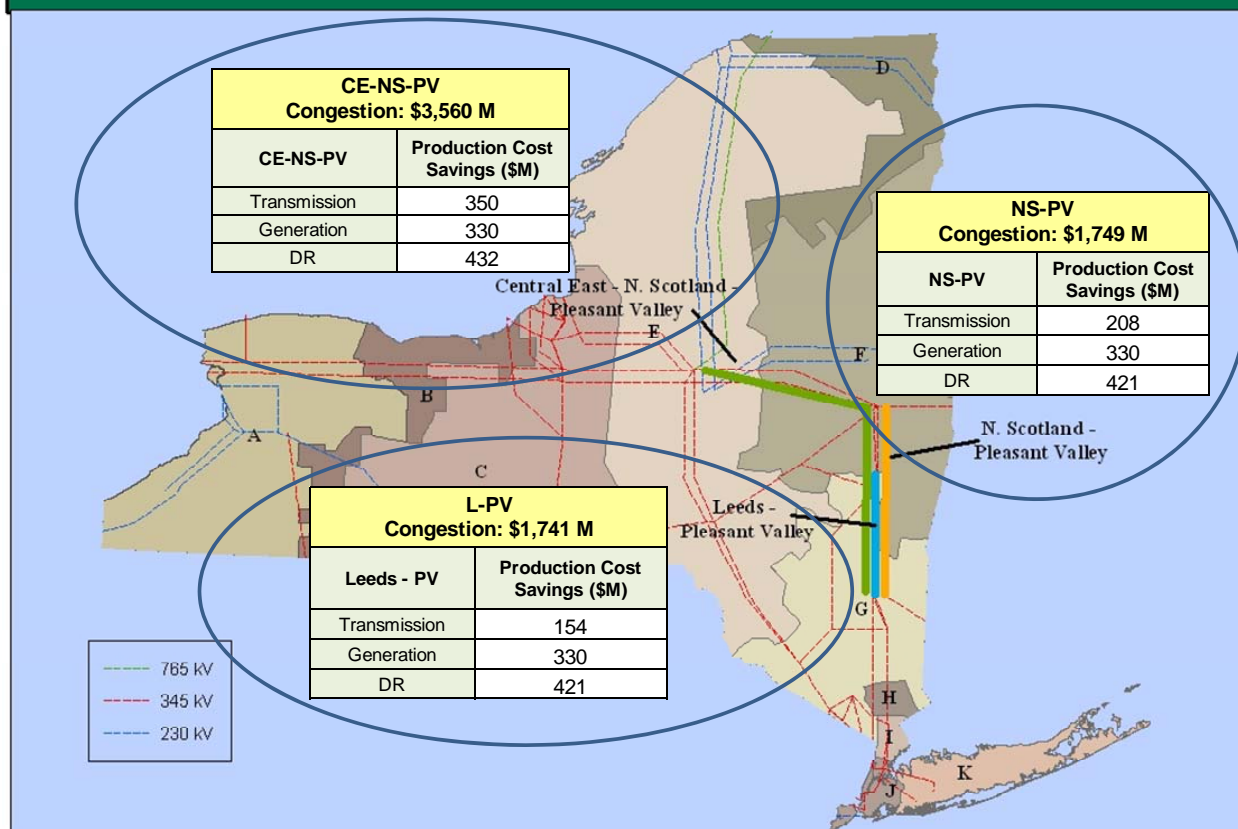 CE-NS-PV
Congestion: $3,560 M
CE-NS-PV
Production Cost
Savings ($M)
Transmission 350
Generation 330
DR 432
D
NS-PV
Congestion: $1,749 M
NS-PV
Production Cost
Savings ($M)
Transmission 208
Generation 330
DR 421
Central East - N. Scotland -
Pleasant Valley
E
F
B
A
C
N. Scotland -
Pleasant Valley
L-PV
Congestion: $1,741 M
Leeds - PV
Production Cost
Savings ($M)
Transmission 154
Generation 330
DR 421
Leeds -
Pleasant Valley
G
765 kV
345 kV
230 kV
H
I
K
J